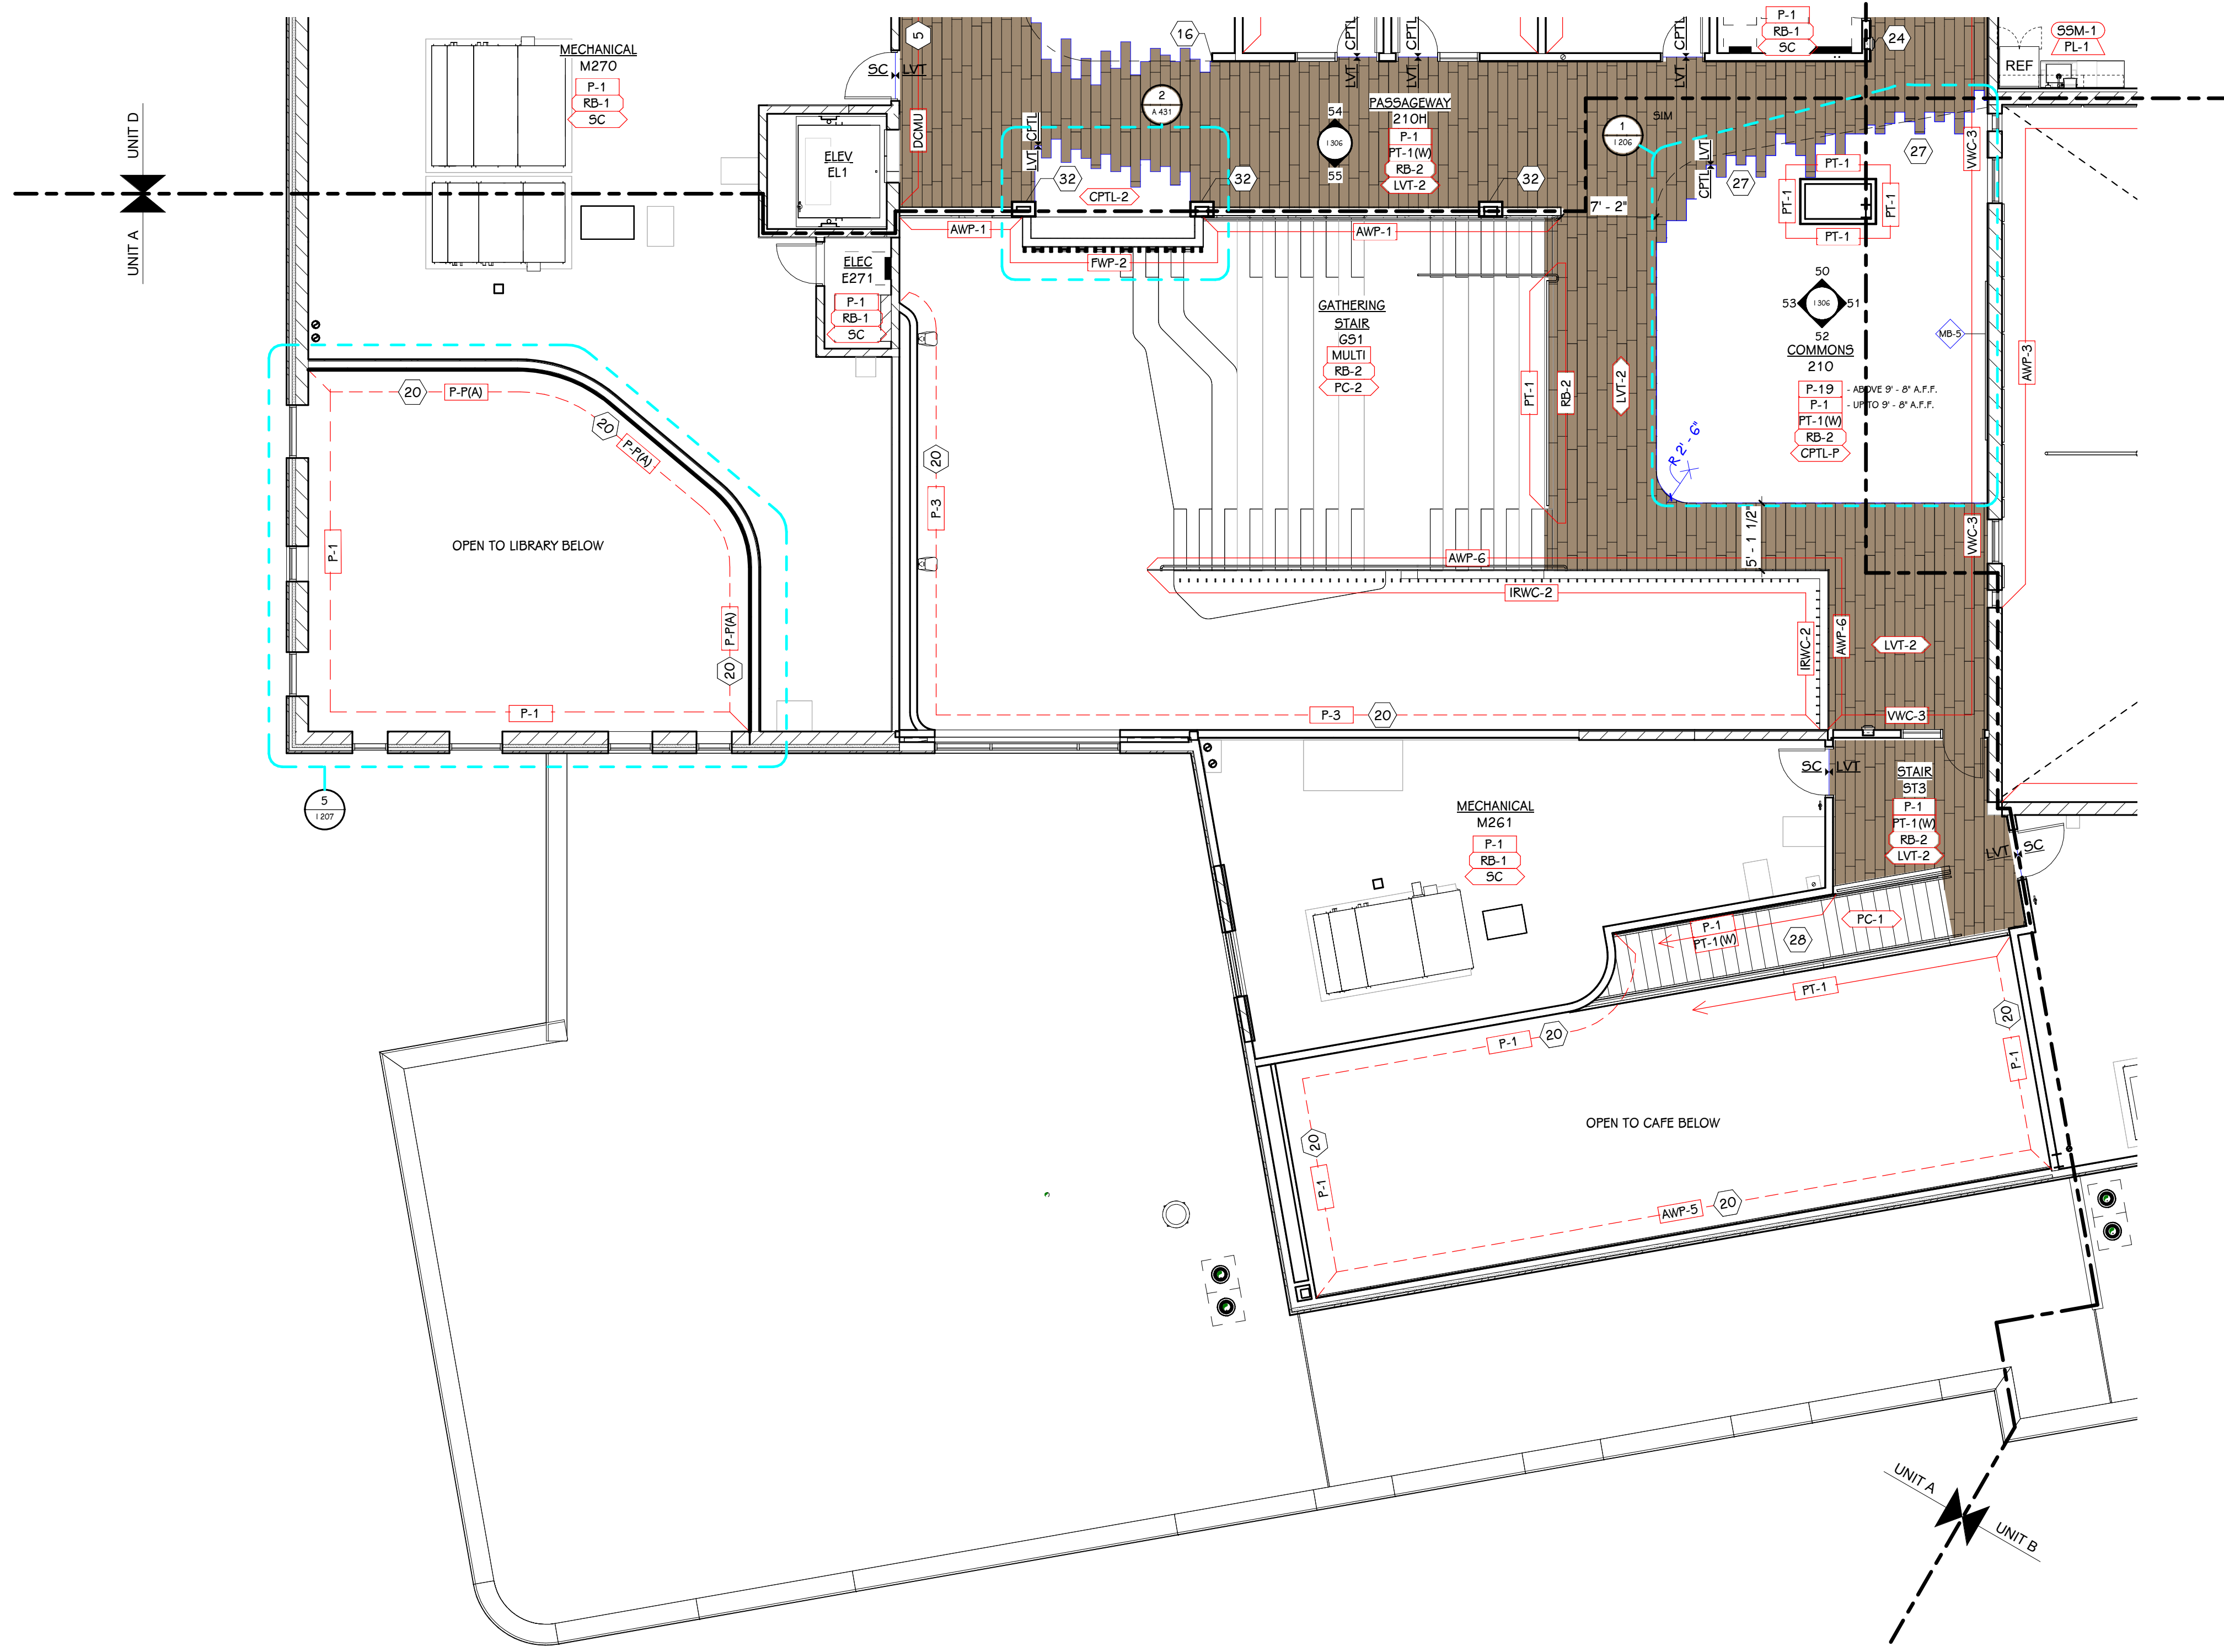 UNIT D
UNIT A
MECHANICAL
M270
P-1
RB-1
SC
SC
LVT
5
DCMU
ELEV
EL1
ELEC
E271
P-1
RB-1
SC
16
2
A 431
LVT
CPTL
32
CPTL-2
32
32
AWP-1
FWP-2
AWP-1
CPTL
LVT
CPTL
LVT
CPTL
LVT
PASSAGEWAY
210H
P-1
PT-1(W)
RB-2
LVT-2
54
I 306
55
P-1
RB-1
SC
24
SSM-1
PL-1
REF
1
I 206
SIM
7' - 2"
CPTL
LVT
27
27
VWC-3
PT-1
PT-1
PT-1
PT-1
50
53
I 306
51
52
COMMONS
210
P-19
- ABOVE 9' - 8" A.F.F.
P-1
- UP TO 9' - 8" A.F.F.
PT-1(W)
RB-2
CPTL-P
MB-5
AWP-3
R 2' - 6"
5' - 1 1/2"
VWC-3
GATHERING
STAIR
GS1
MULTI
RB-2
PC-2
PT-1
RB-2
LVT-2
20
P-3
AWP-6
IRWC-2
IRWC-2
AWP-6
LVT-2
VWC-3
P-3
20
20
P-P(A)
20
P-P(A)
P-1
OPEN TO LIBRARY BELOW
P-P(A)
20
P-1
5
I 207
SC
LVT
STAIR
ST3
P-1
PT-1(W)
RB-2
LVT-2
LVT
SC
MECHANICAL
M261
P-1
RB-1
SC
PC-1
P-1
PT-1(W)
28
PT-1
20
P-1
P-1
20
OPEN TO CAFE BELOW
20
P-1
AWP-5
20
UNIT A
UNIT B